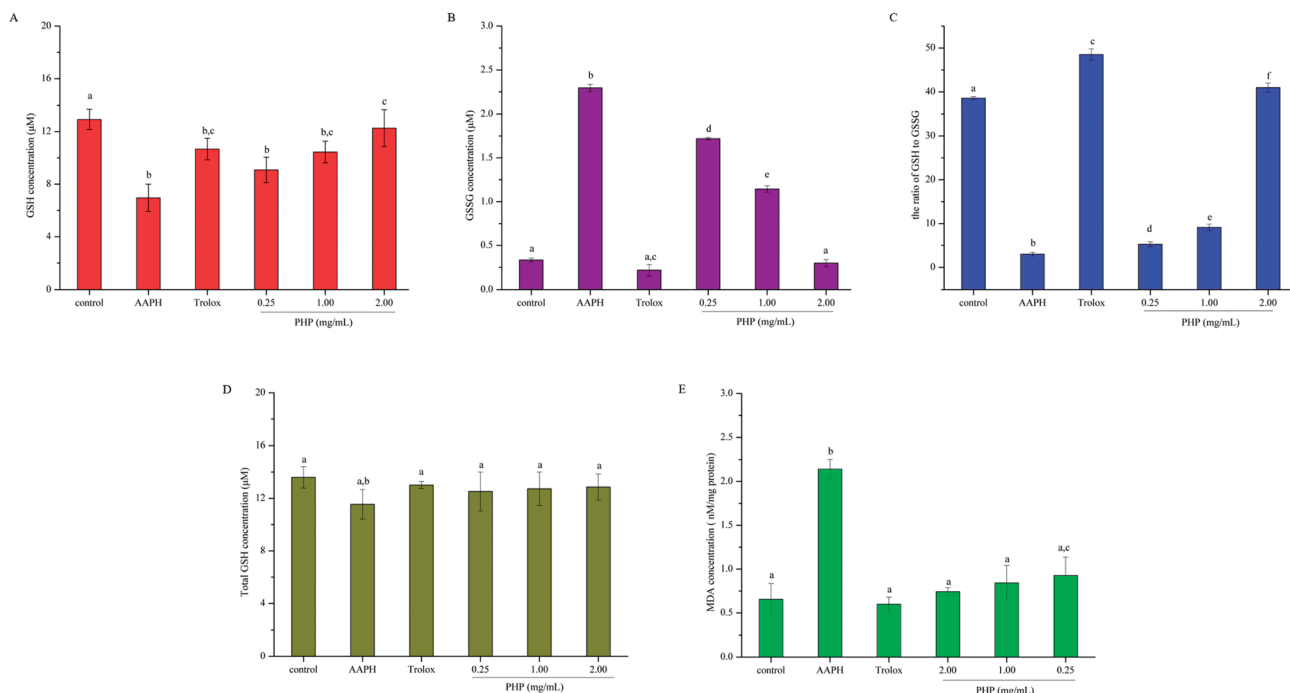 A
GSH concentration (µM)
20
16
12
8
4
0
a
b
b,c
b
b,c
c
control AAPH Trolox 0.25 1.00 2.00
PHP (mg/mL)
B
GSSG concentration (µM)
3.0
2.5
2.0
1.5
1.0
0.5
0.0
a
b
a,c
d
e
a
control AAPH Trolox 0.25 1.00 2.00
PHP (mg/mL)
C
the ratio of GSH to GSSG
50
40
30
20
10
0
a
b
c
d
e
f
control AAPH Trolox 0.25 1.00 2.00
PHP (mg/mL)
D
Total GSH concentration (µM)
20
16
12
8
4
0
a
a,b
a
a
a
a
control AAPH Trolox 0.25 1.00 2.00
PHP (mg/mL)
E
MDA concentration ( nM/mg protein)
3.0
2.5
2.0
1.5
1.0
0.5
0.0
a
b
a
a
a
a,c
control AAPH Trolox 2.00 1.00 0.25
PHP (mg/mL)